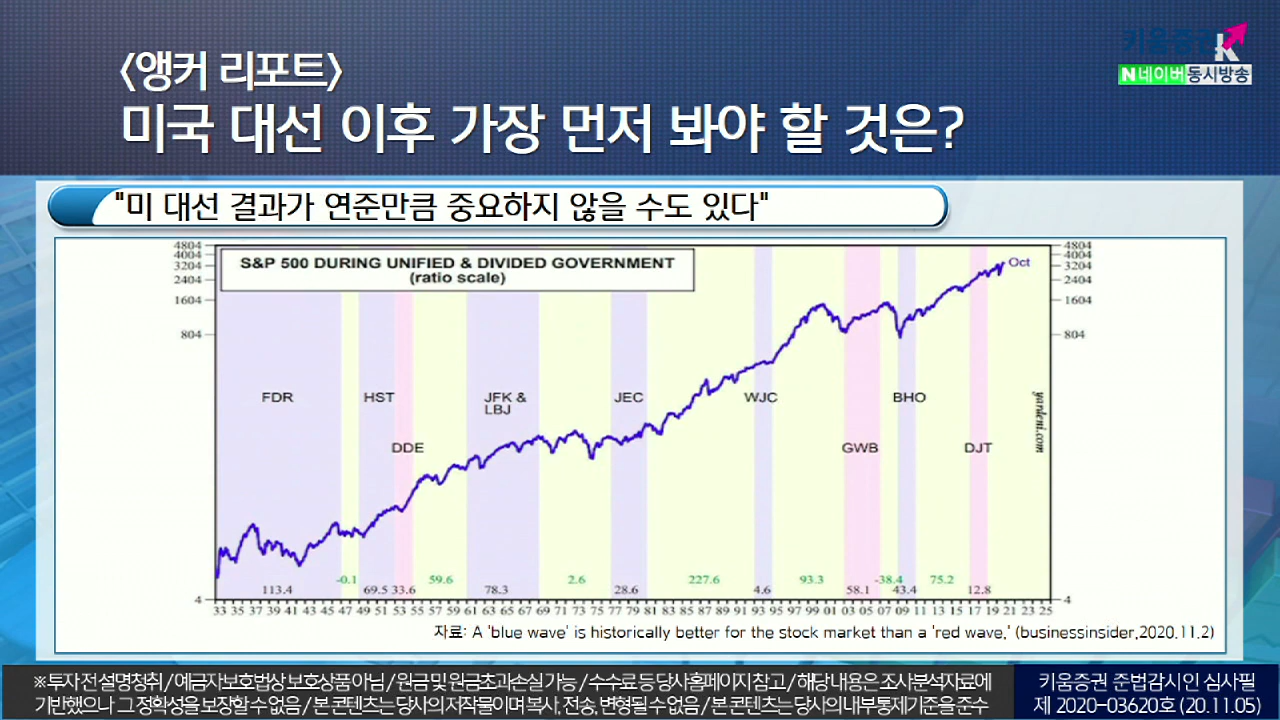 〈앵커 리포트〉
미국 대선 이후 가장 먼저 봐야 할 것은?
키움증권
N 네이버 동시방송
"미 대선 결과가 연준만큼 중요하지 않을 수도 있다"
S&P 500 DURING UNIFIED & DIVIDED GOVERNMENT
(ratio scale)
4804 4004 3204 2404 1604 804 4
4804 4004 3204 2404 1604 804 4
Oct
FDR HST JFK & JEC WJC BHO
LBJ
DDE GWB DJT
yardeni.com
-0.1 59.6 2.6 227.6 93.3 -38.4 75.2
113.4 69.5 33.6 78.3 28.6 4.6 58.1 43.4 12.8
33 35 37 39 41 43 45 47 49 51 53 55 57 59 61 63 65 67 69 71 73 75 77 79 81 83 85 87 89 91 93 95 97 99 01 03 05 07 09 11 13 15 17 19 21 23 25
자료: A 'blue wave' is historically better for the stock market than a 'red wave,' (businessinsider,2020.11.2)
※ 투자 전 설명청취 / 예금자보호법상 보호상품 아님 / 원금 및 원금초과손실 가능 / 수수료 등 당사홈페이지 참고 / 해당 내용은 조사분석자료에
기반했으나 그 정확성을 보장할 수 없음 / 본 콘텐츠는 당사의 저작물이며 복사, 전송, 변형될 수 없음 / 본 콘텐츠는 당사의 내부통제기준을 준수
키움증권 준법감시인 심사필
제 2020-03620호 (20.11.05)